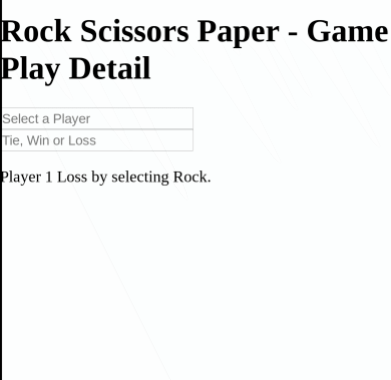 Rock Scissors Paper - Game
Play Detail
Select a Player
Tie, Win or Loss
Player 1 Loss by selecting Rock.